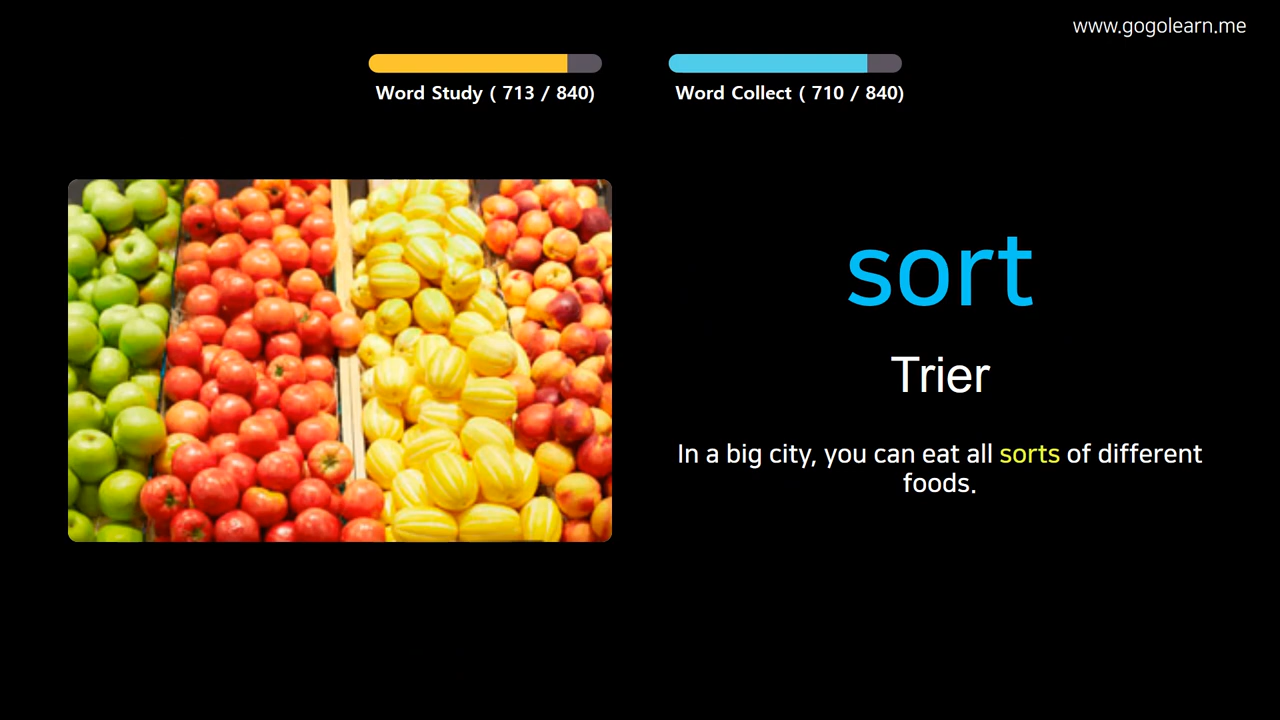 www.gogolearn.me
Word Study ( 713 / 840)
Word Collect ( 710 / 840)
sort
Trier
In a big city, you can eat all sorts of different
foods.